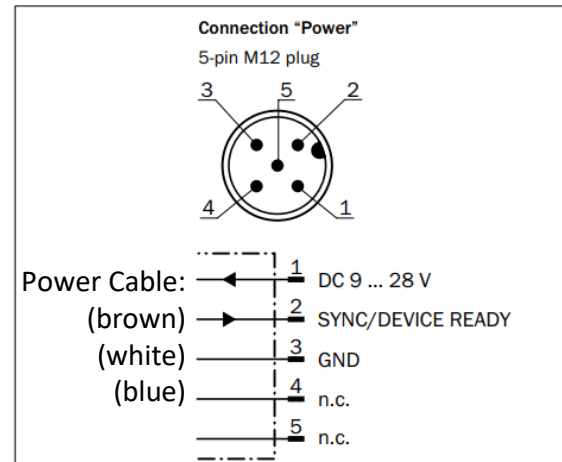 Connection "Power"
5-pin M12 plug
3 5 2
4 1
Power Cable: 1 DC 9 ... 28 V
(brown) 2 SYNC/DEVICE READY
(white) 3 GND
(blue) 4 n.c.
5 n.c.